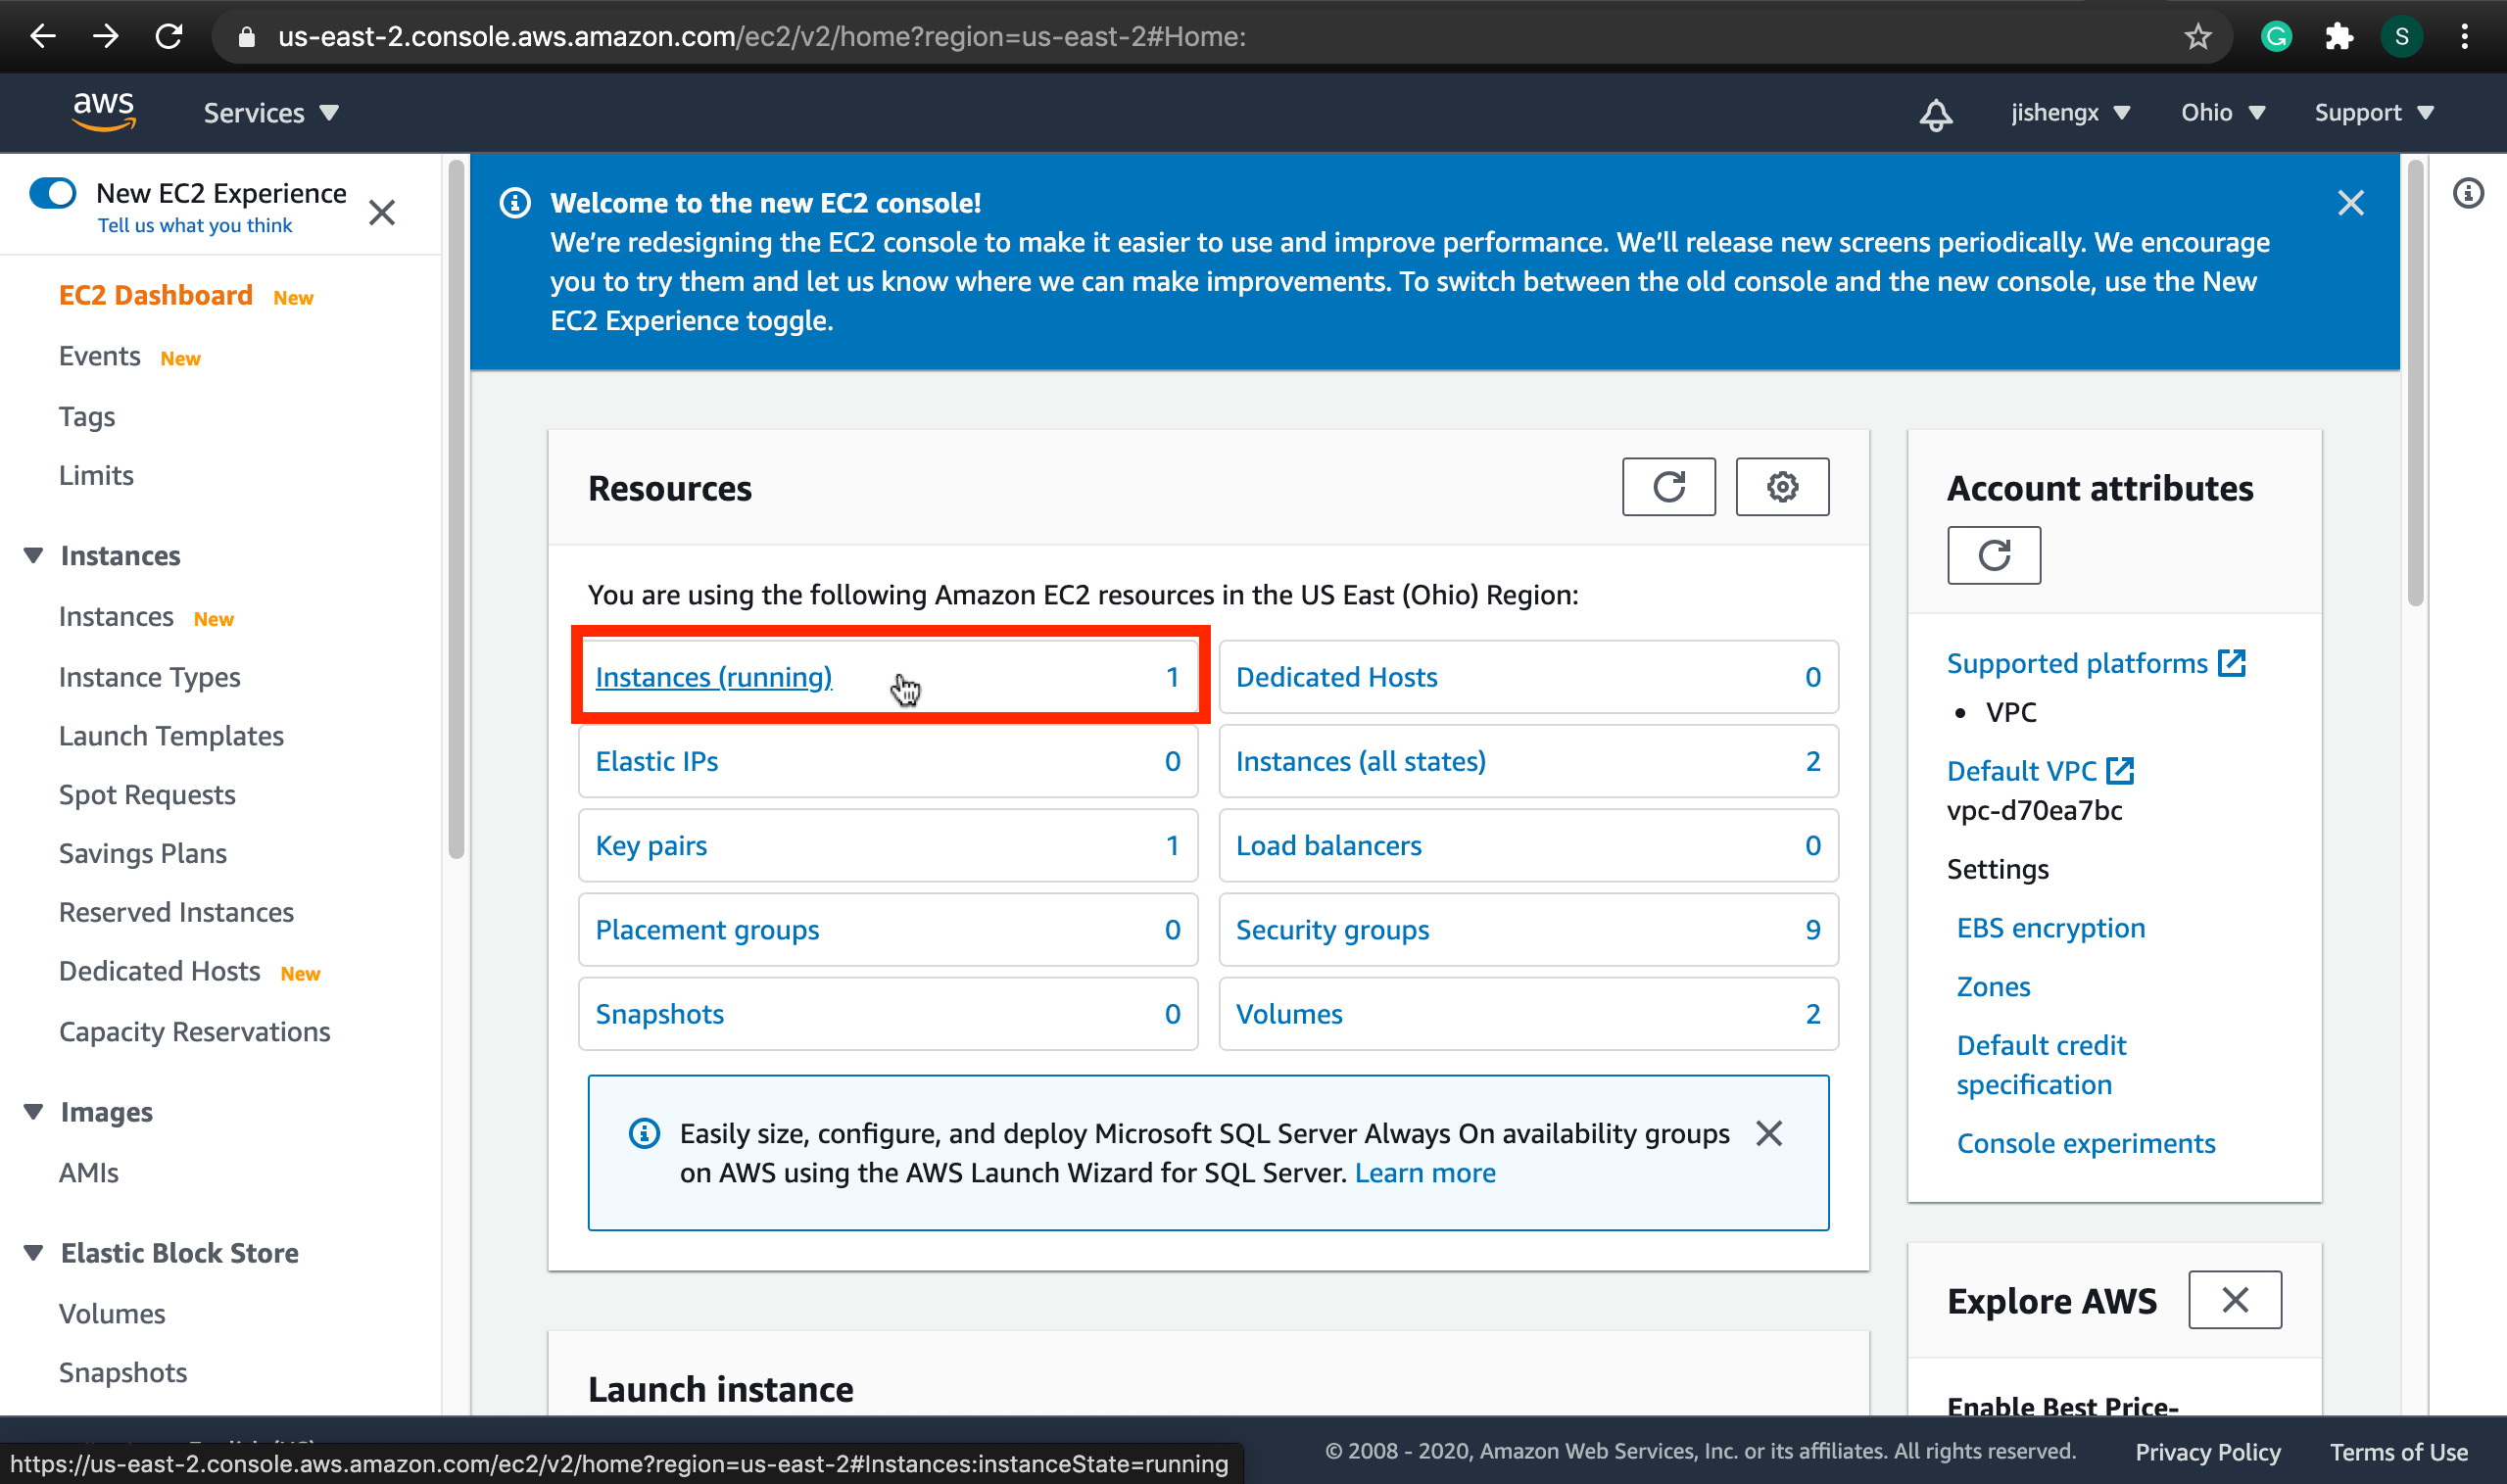 us-east-2.console.aws.amazon.com/ec2/v2/home?region=us-east-2#Home:
G
S
aws
Services
jishengx
Ohio
Support
New EC2 Experience
Tell us what you think
EC2 Dashboard New
Events New
Tags
Limits
Instances
Instances New
Instance Types
Launch Templates
Spot Requests
Savings Plans
Reserved Instances
Dedicated Hosts New
Capacity Reservations
Images
AMIs
Elastic Block Store
Volumes
Snapshots
Welcome to the new EC2 console!
We’re redesigning the EC2 console to make it easier to use and improve performance. We’ll release new screens periodically. We encourage
you to try them and let us know where we can make improvements. To switch between the old console and the new console, use the New
EC2 Experience toggle.
Resources
You are using the following Amazon EC2 resources in the US East (Ohio) Region:
Instances (running) 1
Dedicated Hosts 0
Elastic IPs 0
Instances (all states) 2
Key pairs 1
Load balancers 0
Placement groups 0
Security groups 9
Snapshots 0
Volumes 2
Easily size, configure, and deploy Microsoft SQL Server Always On availability groups
on AWS using the AWS Launch Wizard for SQL Server. Learn more
Launch instance
Account attributes
Supported platforms
• VPC
Default VPC
vpc-d70ea7bc
Settings
EBS encryption
Zones
Default credit
specification
Console experiments
Explore AWS
Enable Best Price-
https://us-east-2.console.aws.amazon.com/ec2/v2/home?region=us-east-2#Instances:instanceState=running
© 2008 - 2020, Amazon Web Services, Inc. or its affiliates. All rights reserved.
Privacy Policy
Terms of Use